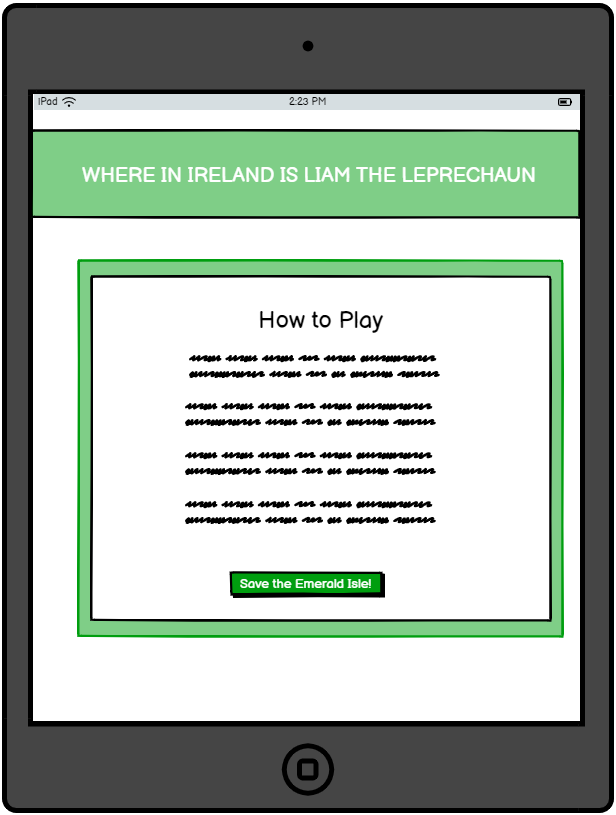 iPad 2:23 PM
WHERE IN IRELAND IS LIAM THE LEPRECHAUN
How to Play
Save the Emerald Isle!